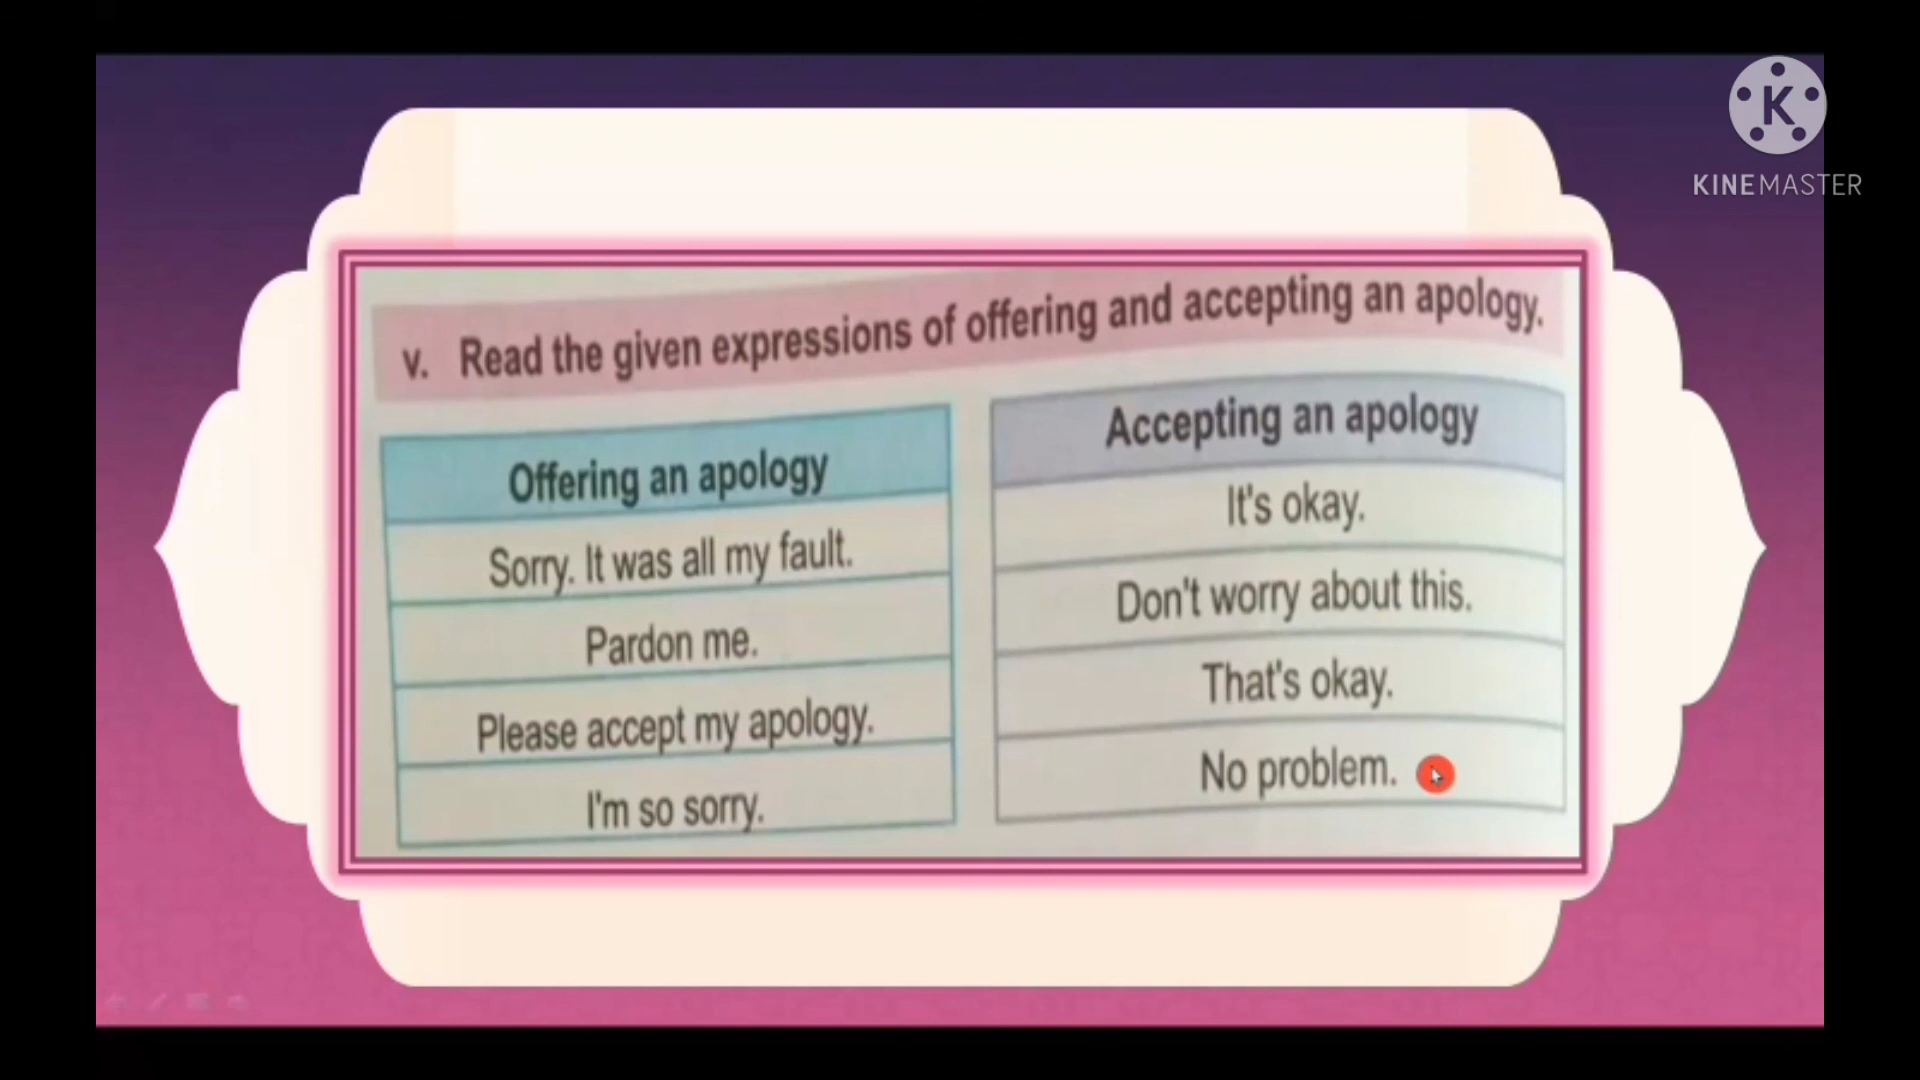 KINEMASTER
v. Read the given expressions of offering and accepting an apology.
Offering an apology
Sorry. It was all my fault.
Pardon me.
Please accept my apology.
I'm so sorry.
Accepting an apology
It's okay.
Don't worry about this.
That's okay.
No problem.